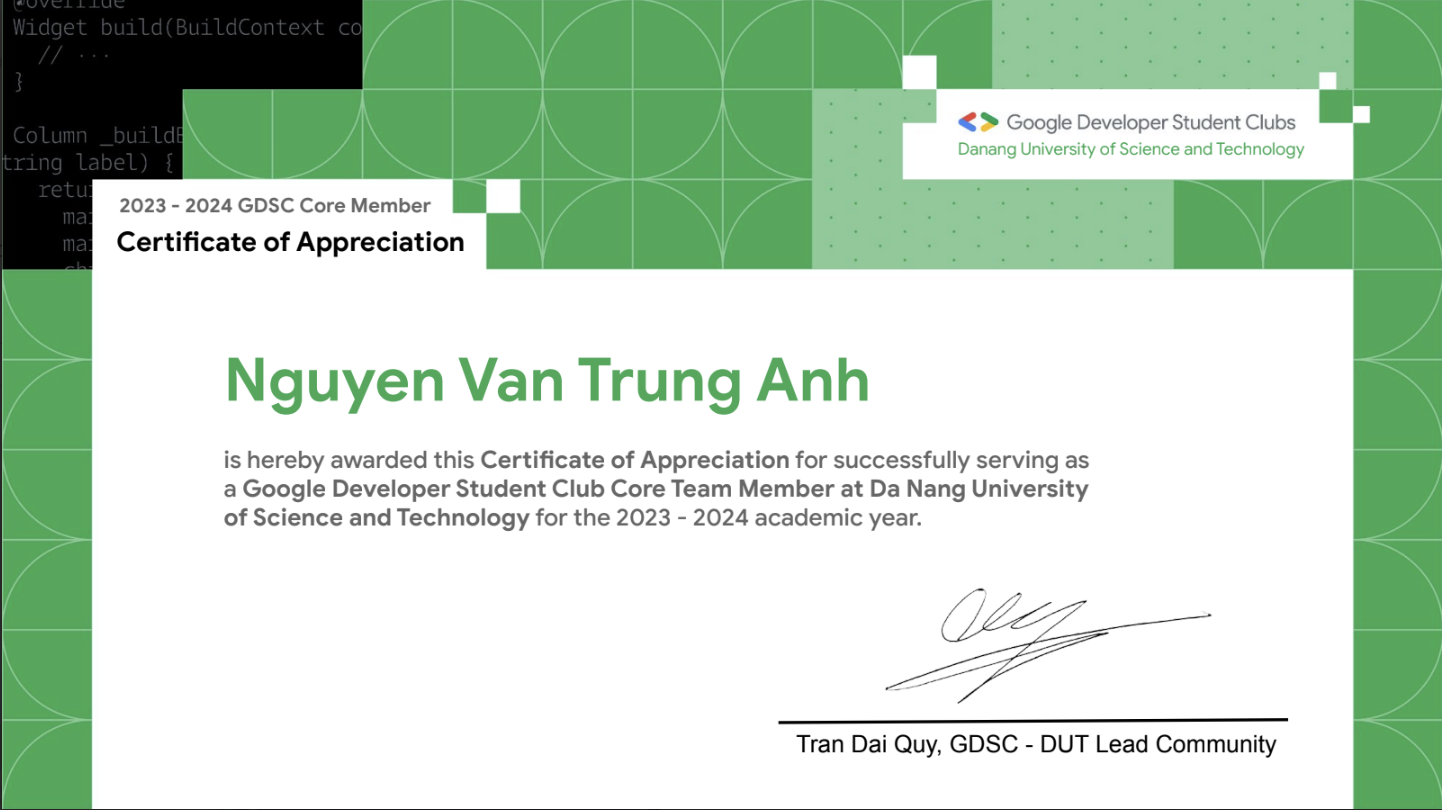 @override
Widget build(BuildContext co
// ...
}
Column _buildB
tring label) {
retu
ma
ma
ch
Google Developer Student Clubs
Danang University of Science and Technology
2023 - 2024 GDSC Core Member
Certificate of Appreciation
Nguyen Van Trung Anh
is hereby awarded this Certificate of Appreciation for successfully serving as
a Google Developer Student Club Core Team Member at Da Nang University
of Science and Technology for the 2023 - 2024 academic year.
Tran Dai Quy, GDSC - DUT Lead Community